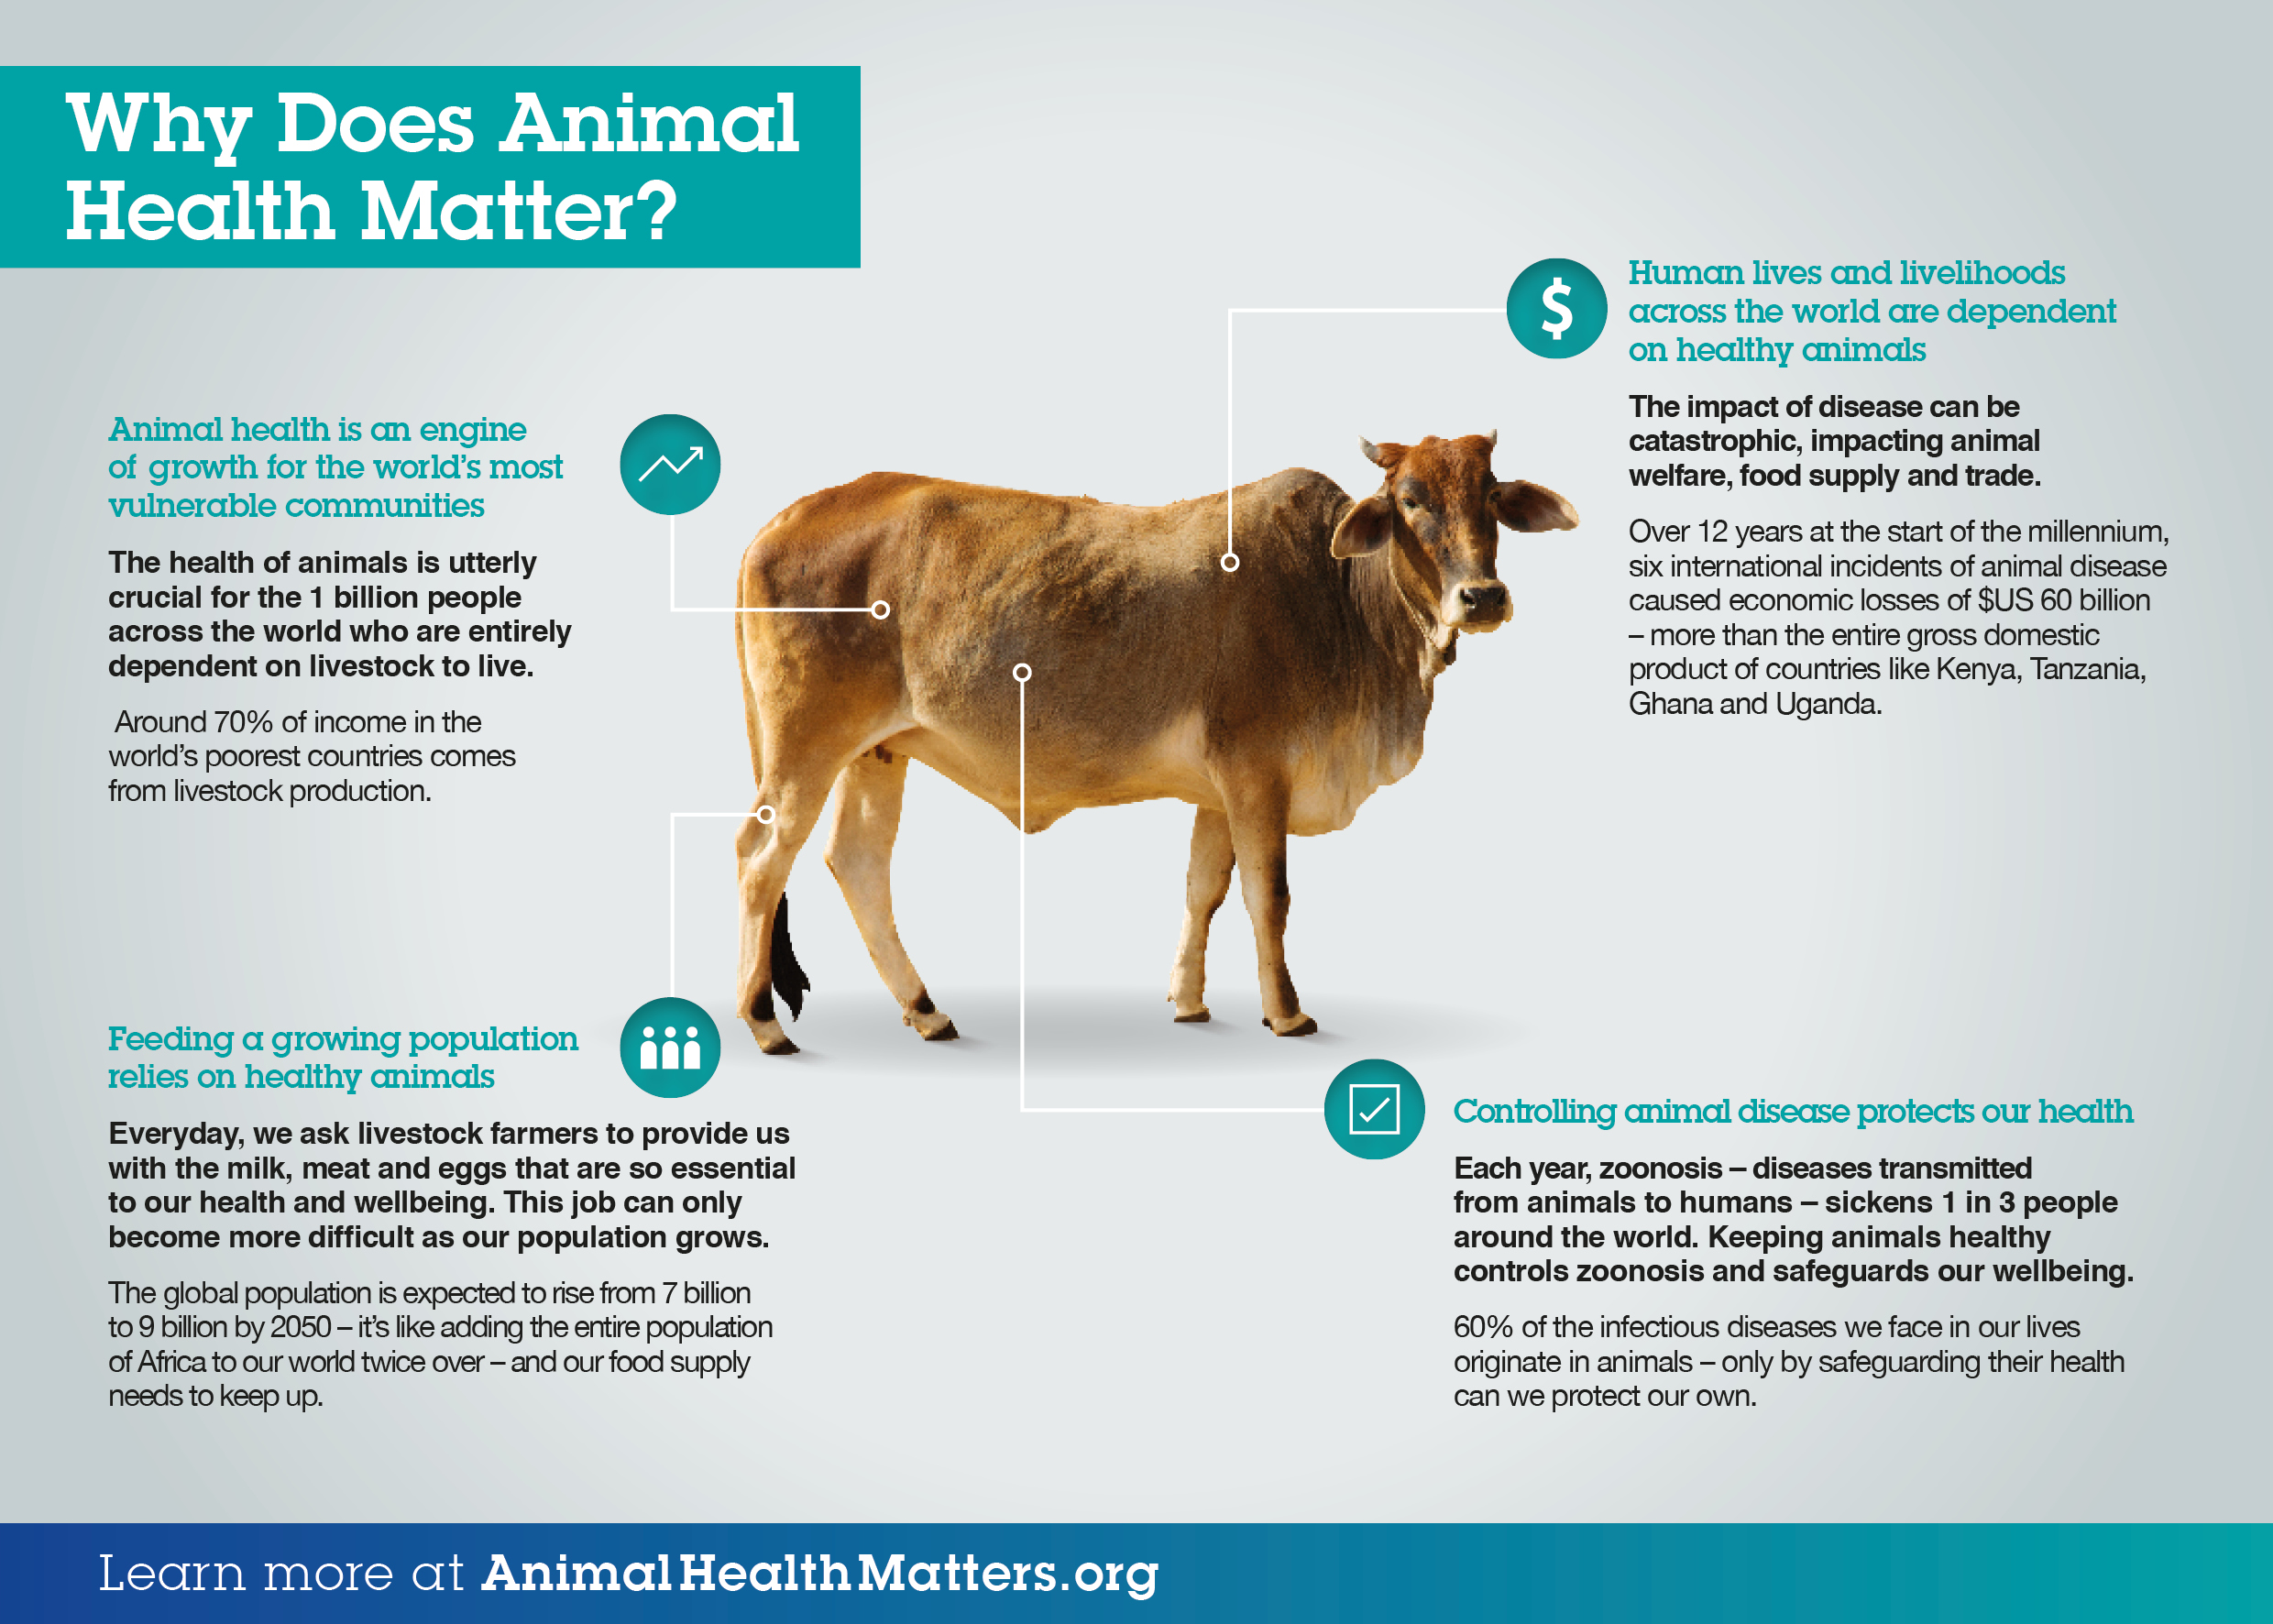 Why Does Animal
Health Matter?
Animal health is an engine
of growth for the world's most
vulnerable communities
The health of animals is utterly
crucial for the 1 billion people
across the world who are entirely
dependent on livestock to live.
Around 70% of income in the
world's poorest countries comes
from livestock production.
$
Human lives and livelihoods
across the world are dependent
on healthy animals
The impact of disease can be
catastrophic, impacting animal
welfare, food supply and trade.
Over 12 years at the start of the millennium,
six international incidents of animal disease
caused economic losses of $US 60 billion
– more than the entire gross domestic
product of countries like Kenya, Tanzania,
Ghana and Uganda.
Feeding a growing population
relies on healthy animals
Everyday, we ask livestock farmers to provide us
with the milk, meat and eggs that are so essential
to our health and wellbeing. This job can only
become more difficult as our population grows.
The global population is expected to rise from 7 billion
to 9 billion by 2050 – it's like adding the entire population
of Africa to our world twice over – and our food supply
needs to keep up.
Controlling animal disease protects our health
Each year, zoonosis – diseases transmitted
from animals to humans – sickens 1 in 3 people
around the world. Keeping animals healthy
controls zoonosis and safeguards our wellbeing.
60% of the infectious diseases we face in our lives
originate in animals – only by safeguarding their health
can we protect our own.
Learn more at AnimalHealthMatters.org